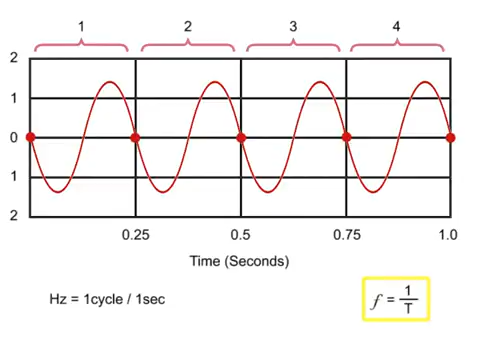 1 2 3 4
2
1
0
1
2
0.25 0.5 0.75 1.0
Time (Seconds)
Hz = 1cycle / 1sec
f = 1/T